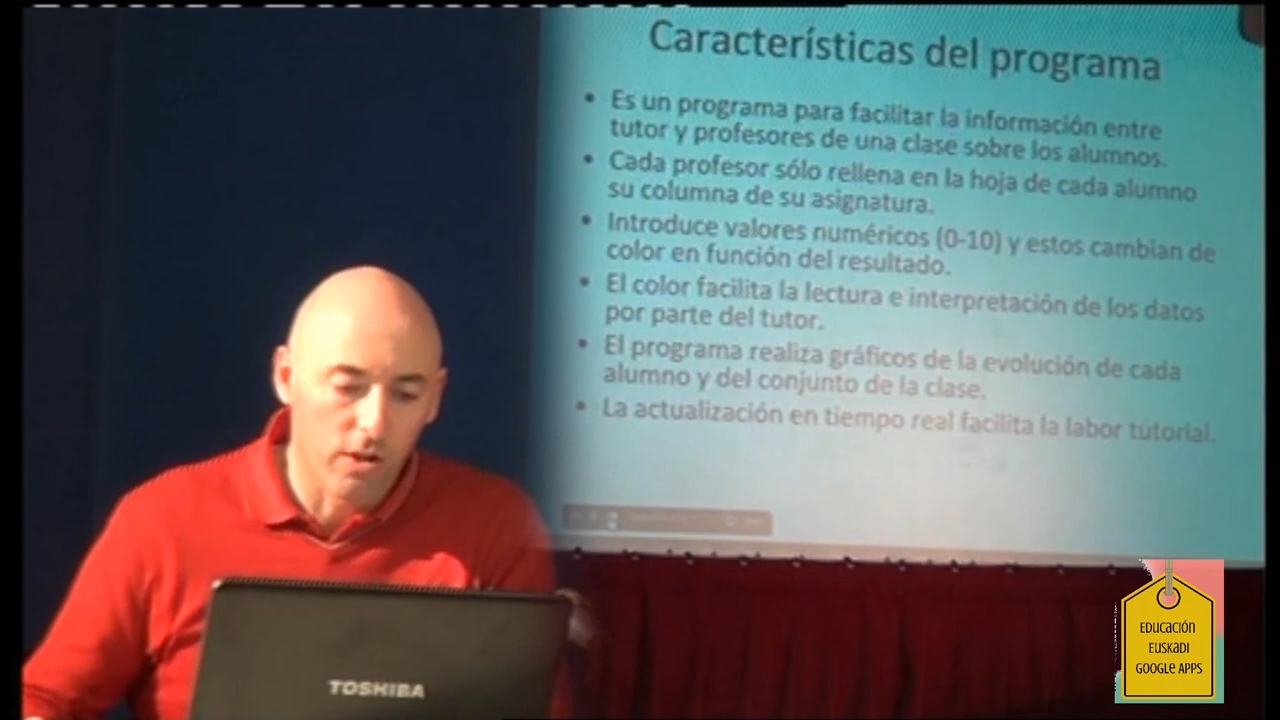 Características del programa
• Es un programa para facilitar la información entre
tutor y profesores de una clase sobre los alumnos.
• Cada profesor sólo rellena en la hoja de cada alumno
su columna de su asignatura.
• Introduce valores numéricos (0-10) y estos cambian de
color en función del resultado.
• El color facilita la lectura e interpretación de los datos
por parte del tutor.
• El programa realiza gráficos de la evolución de cada
alumno y del conjunto de la clase.
• La actualización en tiempo real facilita la labor tutorial.
TOSHIBA
EDUCACIÓN
EUSKADI
GOOGLE APPS